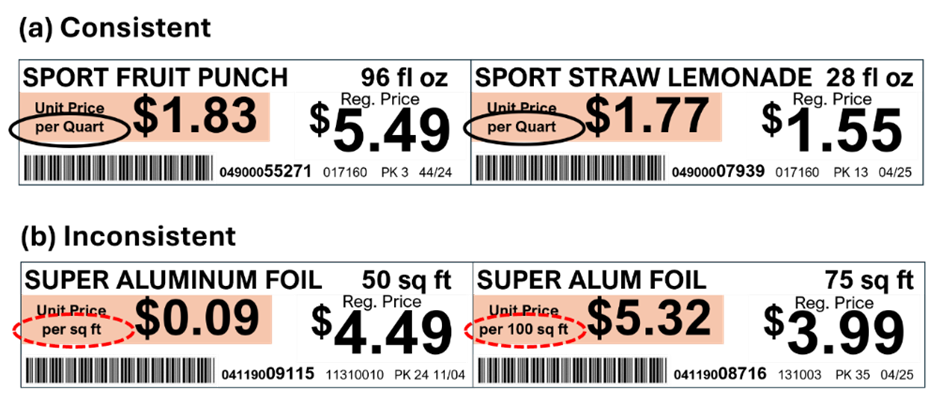 (a) Consistent
SPORT FRUIT PUNCH 96 fl oz
Unit Price
per Quart
$1.83
Reg. Price
$5.49
04900055271 017160 PK 3 44/24
SPORT STRAW LEMONADE 28 fl oz
Unit Price
per Quart
$1.77
Reg. Price
$1.55
04900007939 017160 PK 13 04/25
(b) Inconsistent
SUPER ALUMINUM FOIL 50 sq ft
Unit Price
per sq ft
$0.09
Reg. Price
$4.49
04119009115 11310010 PK 24 11/04
SUPER ALUM FOIL 75 sq ft
Unit Price
per 100 sq ft
$5.32
Reg. Price
$3.99
04119008716 131003 PK 35 04/25